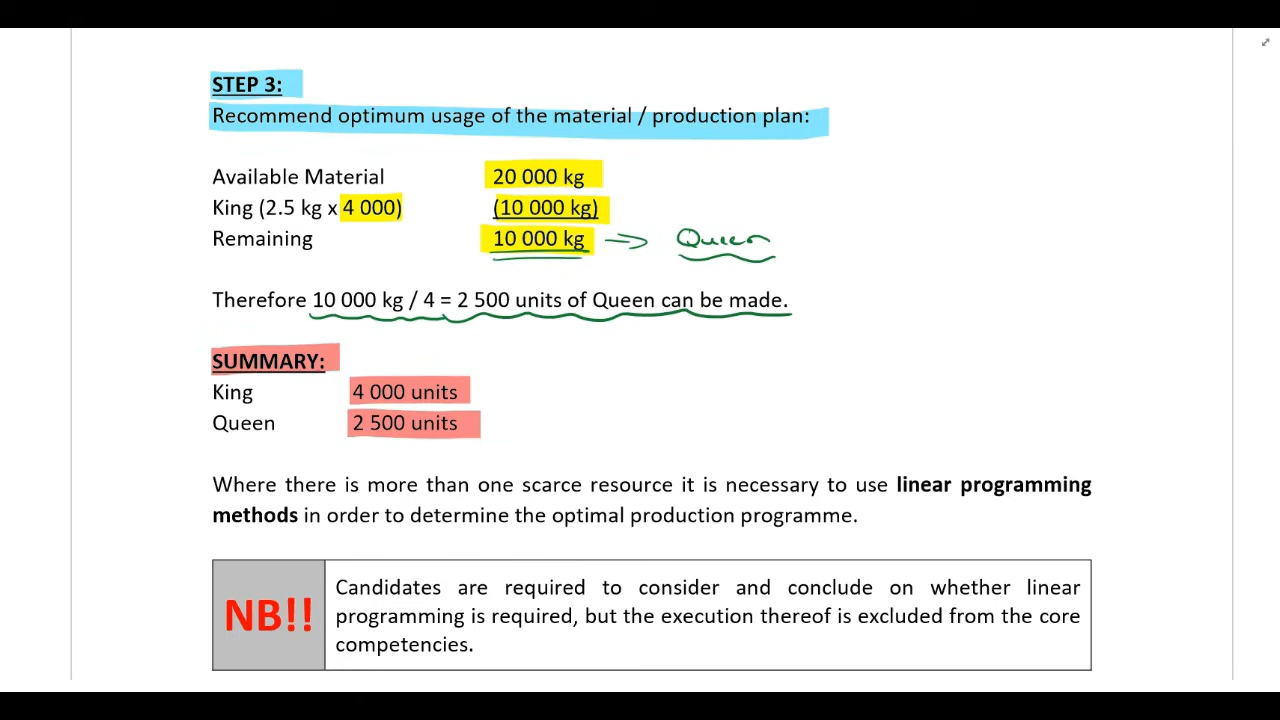 STEP 3:
Recommend optimum usage of the material / production plan:
Available Material 20 000 kg
King (2.5 kg x 4 000) (10 000 kg)
Remaining 10 000 kg → Queen
Therefore 10 000 kg / 4 = 2 500 units of Queen can be made.
SUMMARY:
King 4 000 units
Queen 2 500 units
Where there is more than one scarce resource it is necessary to use linear programming
methods in order to determine the optimal production programme.
NB!!
Candidates are required to consider and conclude on whether linear
programming is required, but the execution thereof is excluded from the core
competencies.